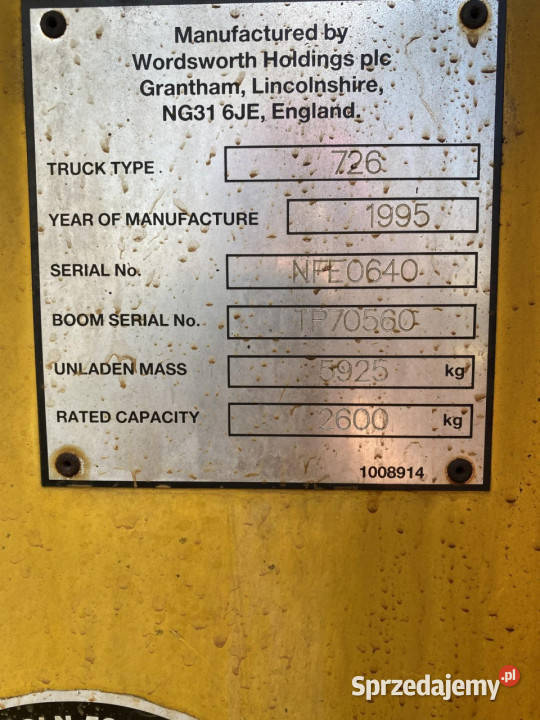 Manufactured by
Wordsworth Holdings plc
Grantham, Lincolnshire,
NG31 6JE, England.
TRUCK TYPE 726
YEAR OF MANUFACTURE 1995
SERIAL No. NFE0640
BOOM SERIAL No. TP70560
UNLADEN MASS 5925 kg
RATED CAPACITY 2600 kg
1008914
Sprzedajemy.pl